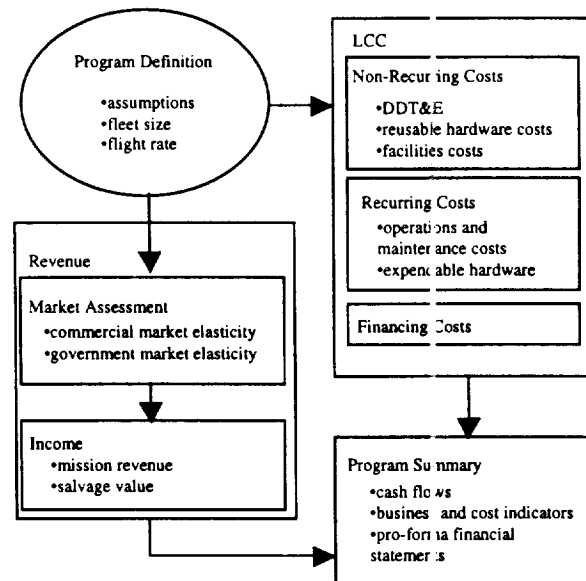 Program Definition
•assumptions
•fleet size
•flight rate
LCC
Non-Recurring Costs
•DDT&E
•reusable hardware costs
•facilities costs
Recurring Costs
•operations and
maintenance costs
•expendable hardware
Financing Costs
Revenue
Market Assessment
•commercial market elasticity
•government market elasticity
Income
•mission revenue
•salvage value
Program Summary
•cash flows
•business and cost indicators
•pro-forma financial
statements